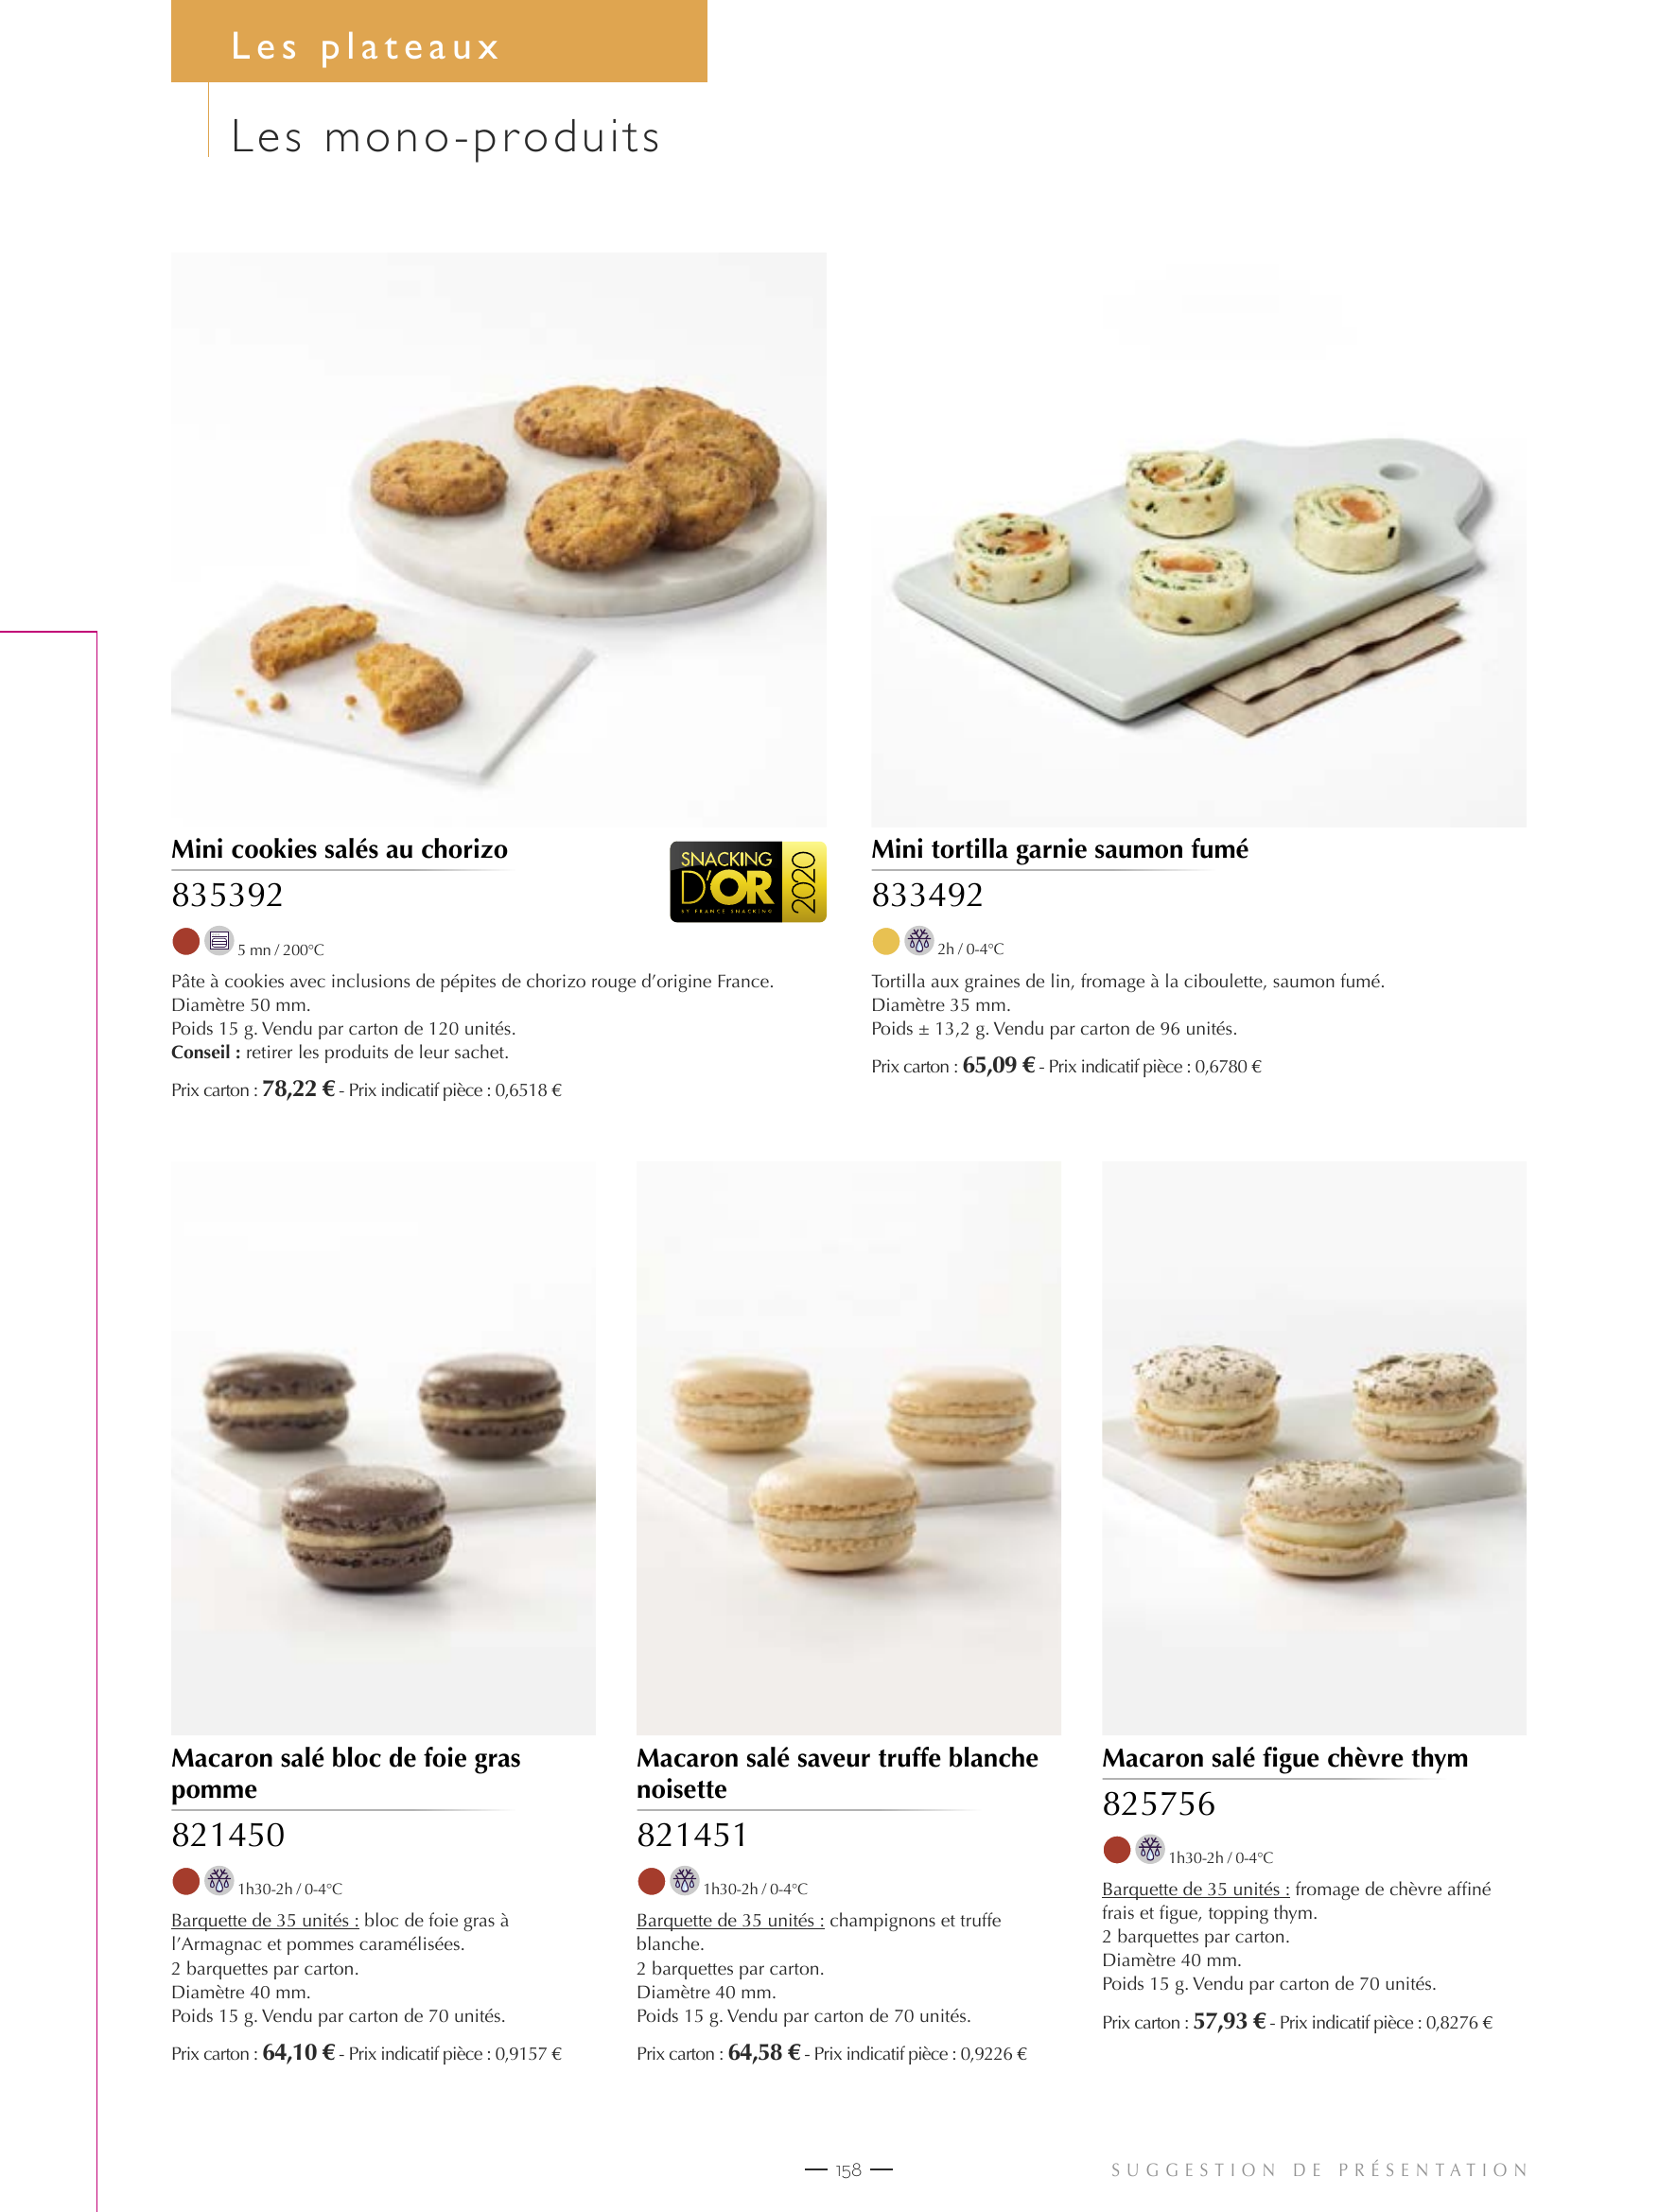 Les plateaux
Les mono-produits
Mini cookies salés au chorizo
835392
SNACKING
D'OR
BY FRANCE SNACKING
2020
5 mn / 200°C
Pâte à cookies avec inclusions de pépites de chorizo rouge d'origine France.
Diamètre 50 mm.
Poids 15 g. Vendu par carton de 120 unités.
Conseil : retirer les produits de leur sachet.
Prix carton : 78,22 € - Prix indicatif pièce : 0,6518 €
Mini tortilla garnie saumon fumé
833492
2h / 0-4°C
Tortilla aux graines de lin, fromage à la ciboulette, saumon fumé.
Diamètre 35 mm.
Poids ± 13,2 g. Vendu par carton de 96 unités.
Prix carton : 65,09 € - Prix indicatif pièce : 0,6780 €
Macaron salé bloc de foie gras
pomme
821450
1h30-2h / 0-4°C
Barquette de 35 unités : bloc de foie gras à
l'Armagnac et pommes caramélisées.
2 barquettes par carton.
Diamètre 40 mm.
Poids 15 g. Vendu par carton de 70 unités.
Prix carton : 64,10 € - Prix indicatif pièce : 0,9157 €
Macaron salé saveur truffe blanche
noisette
821451
1h30-2h / 0-4°C
Barquette de 35 unités : champignons et truffe
blanche.
2 barquettes par carton.
Diamètre 40 mm.
Poids 15 g. Vendu par carton de 70 unités.
Prix carton : 64,58 € - Prix indicatif pièce : 0,9226 €
Macaron salé figue chèvre thym
825756
1h30-2h / 0-4°C
Barquette de 35 unités : fromage de chèvre affiné
frais et figue, topping thym.
2 barquettes par carton.
Diamètre 40 mm.
Poids 15 g. Vendu par carton de 70 unités.
Prix carton : 57,93 € - Prix indicatif pièce : 0,8276 €
158
SUGGESTION DE PRÉSENTATION